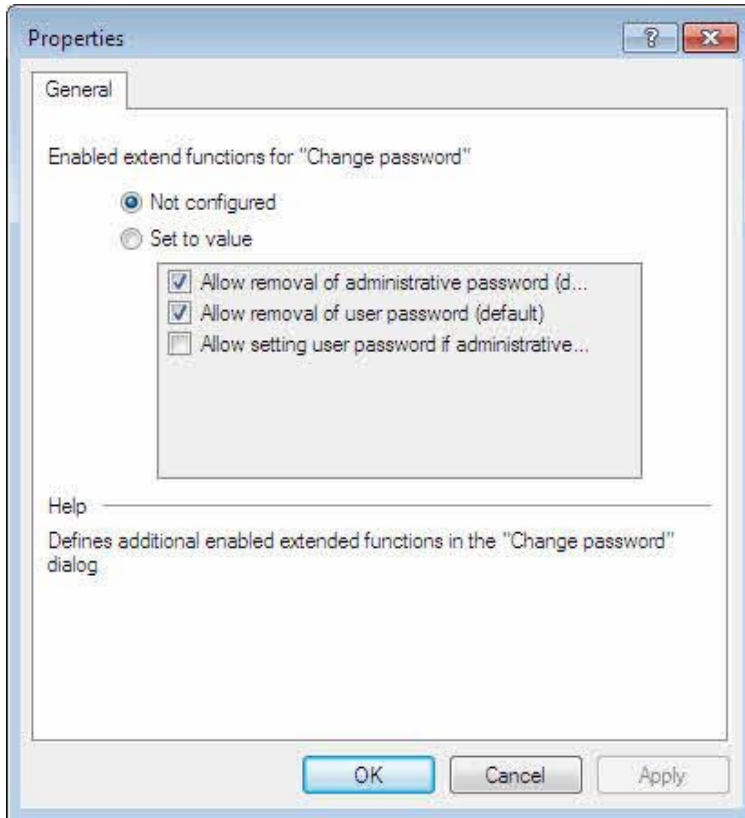 Properties
General
Enabled extend functions for "Change password"
Not configured
Set to value
Allow removal of administrative password (d...
Allow removal of user password (default)
Allow setting user password if administrative...
Help
Defines additional enabled extended functions in the "Change password"
dialog
OK Cancel Apply